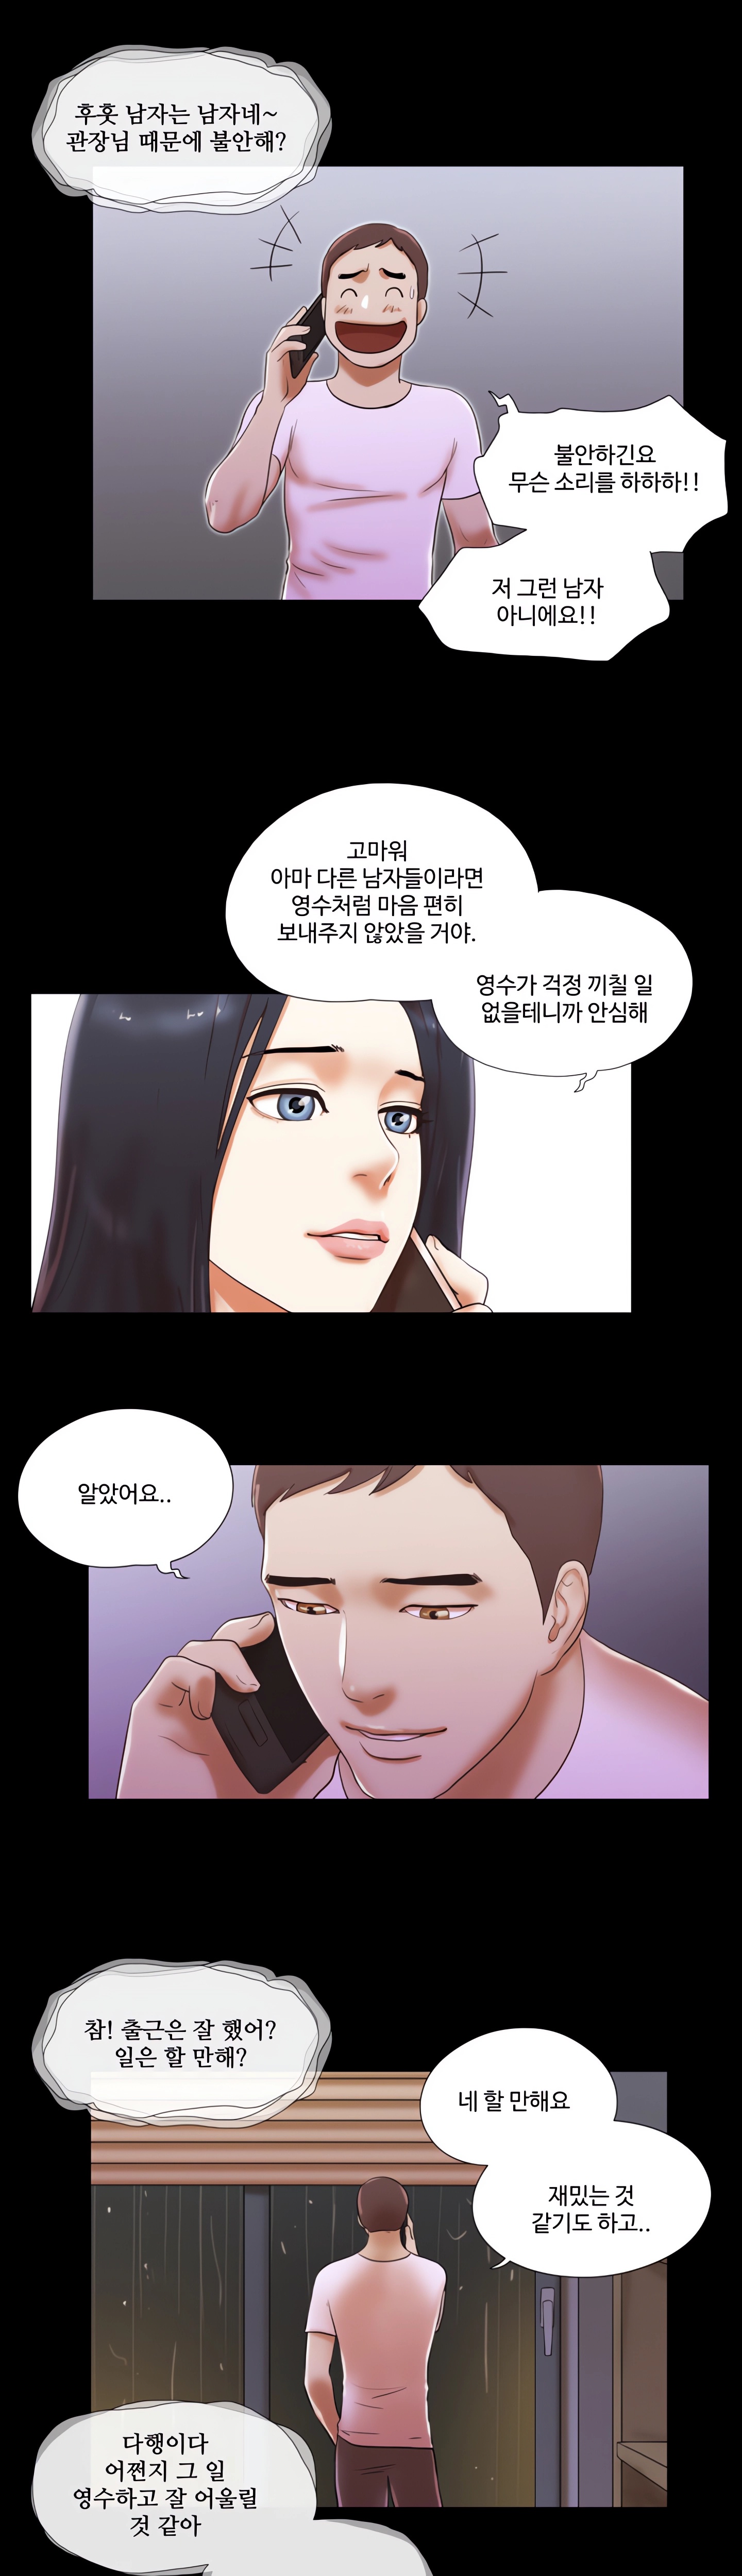 후훗 남자는 남자네~
관장님 때문에 불안해?
불안하긴요
무슨 소리를 하하하!!
저 그런 남자
아니에요!!
고마워
아마 다른 남자들이라면
영수처럼 마음 편히
보내주지 않았을 거야.
영수가 걱정 끼칠 일
없을테니까 안심해
알았어요..
참! 출근은 잘 했어?
일은 할 만해?
네 할 만해요
재밌는 것
같기도 하고..
다행이다
어쩐지 그 일
영수하고 잘 어울릴
것 같아